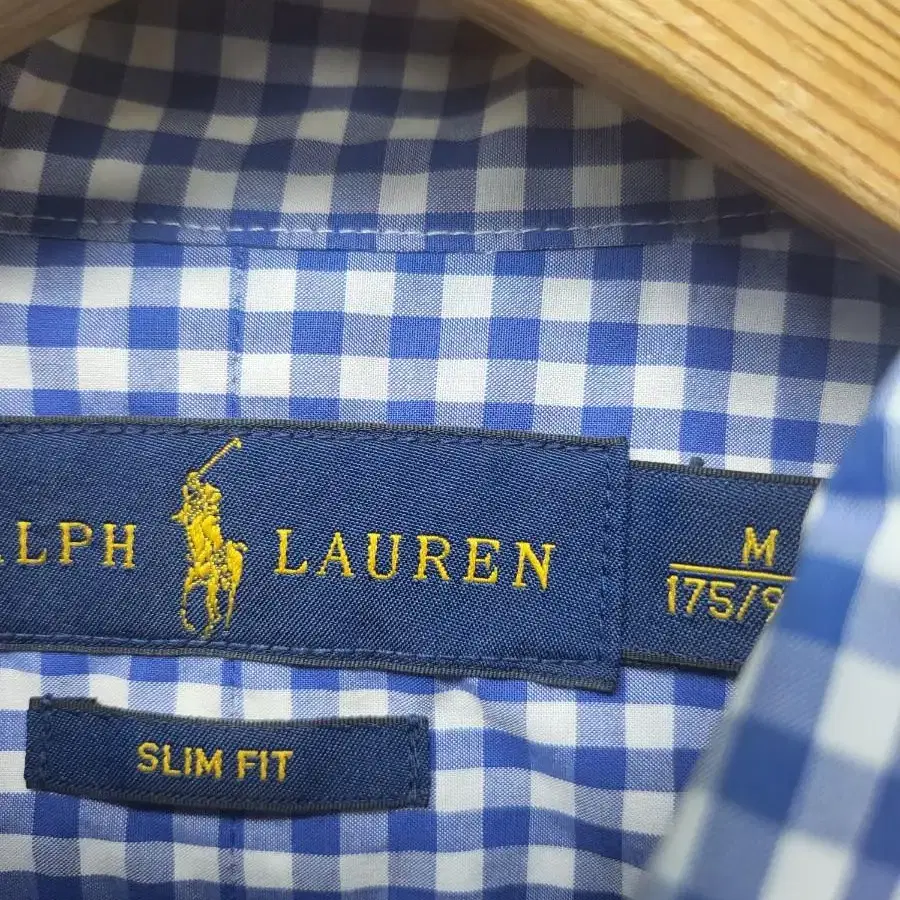 ALPH LAUREN
M
175/9
SLIM FIT